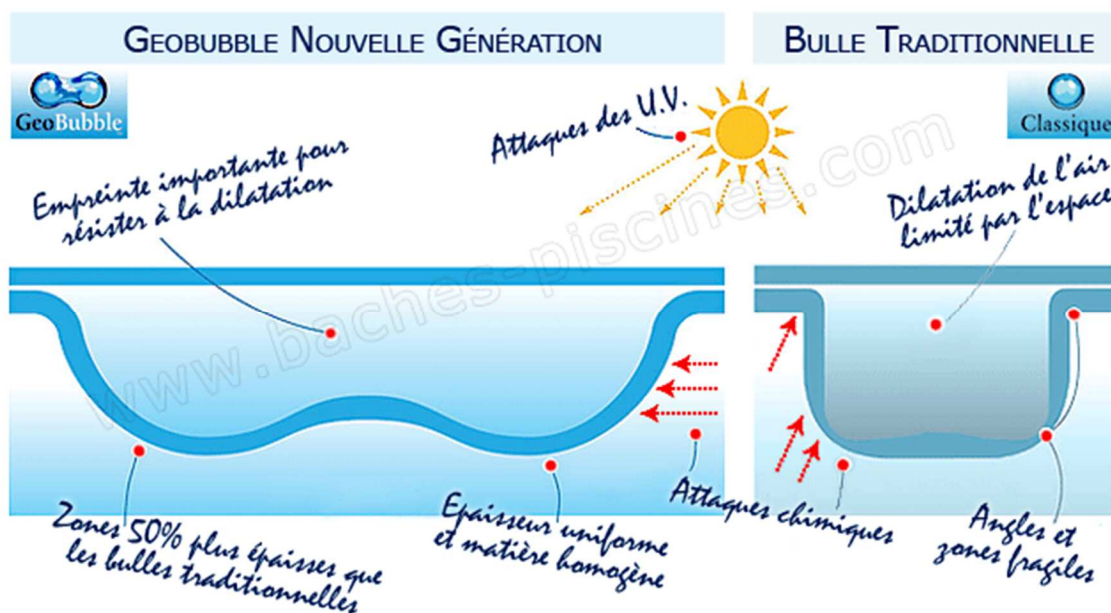 GEOBUBBLE NOUVELLE GÉNÉRATION
BULLE TRADITIONNELLE
GeoBubble
Classique
Attaques des U.V.
Empreinte importante pour
résister à la dilatation
Dilatation de l'air
limité par l'espace
www.baches-piscines.com
Zones 50% plus épaisses que
les bulles traditionnelles
Epaisseur uniforme
et matière homogène
Attaques chimiques
Angles et
zones fragiles